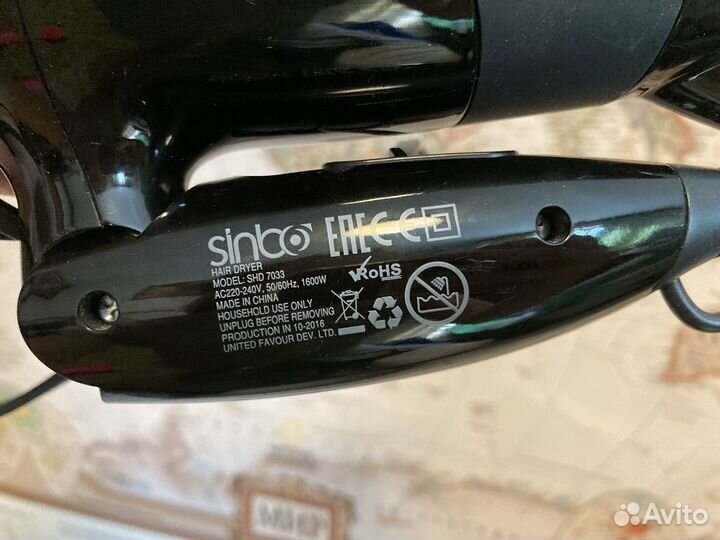 sinbo EAC CE
HAIR DRYER
MODEL: SHD 7033
AC220-240V, 50/60Hz, 1600W
MADE IN CHINA
HOUSEHOLD USE ONLY
UNPLUG BEFORE REMOVING
PRODUCTION IN 10-2016
UNITED FAVOUR DEV. LTD.
RoHS
Avito